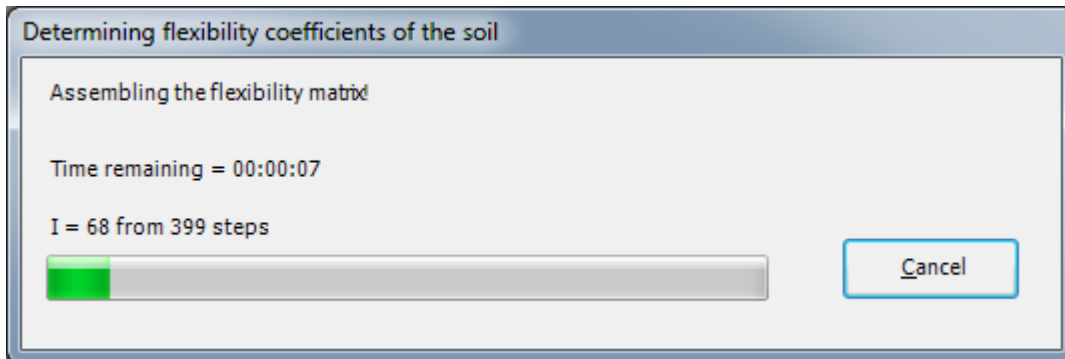 Determining flexibility coefficients of the soil
Assembling the flexibility matrix!
Time remaining = 00:00:07
I = 68 from 399 steps
Cancel